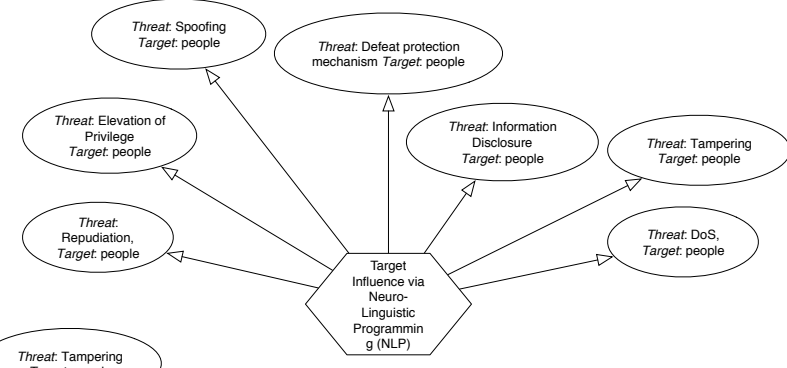 Threat: Spoofing
Target: people
Threat: Defeat protection
mechanism Target: people
Threat: Elevation of
Privilege
Target: people
Threat: Information
Disclosure
Target: people
Threat: Tampering
Target: people
Threat:
Repudiation,
Target: people
Threat: DoS,
Target: people
Target
Influence via
Neuro-
Linguistic
Programmin
g (NLP)
Threat: Tampering